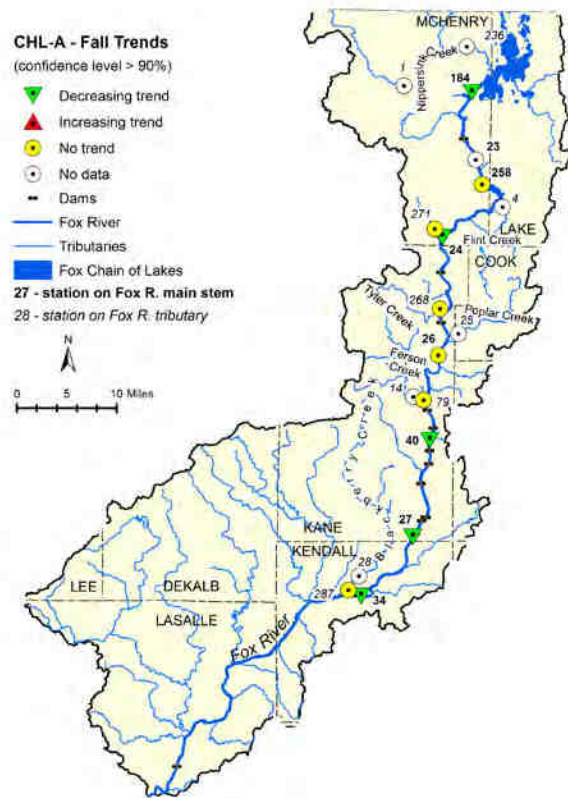 CHL-A - Fall Trends
(confidence level > 90%)
Decreasing trend
Increasing trend
No trend
No data
Dams
Fox River
Tributaries
Fox Chain of Lakes
27 - station on Fox R. main stem
28 - station on Fox R. tributary
N
0 5 10 Miles
MCHENRY
236
Nippersink Creek
1
184
23
258
4
271
LAKE
24
Flint Creek
COOK
268
Tyler Creek
Poplar Creek
25
26
Ferson
Creek
14
79
40
Blackberry Creek
27
KANE
KENDALL
28
287
34
LEE
DEKALB
LASALLE
Fox River